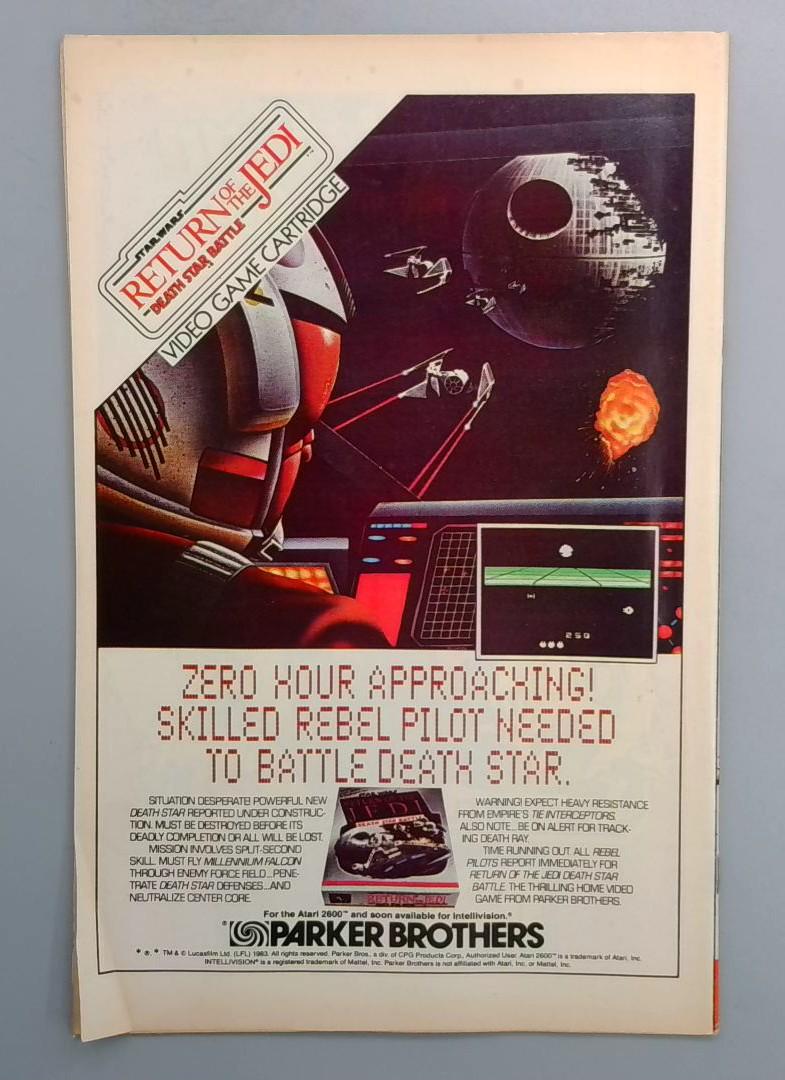 STAR WARS
RETURN OF THE JEDI
™
DEATH STAR BATTLE
VIDEO GAME CARTRIDGE
250
ZERO HOUR APPROACHING!
SKILLED REBEL PILOT NEEDED
TO BATTLE DEATH STAR.
SITUATION DESPERATE! POWERFUL NEW
DEATH STAR REPORTED UNDER CONSTRUC-
TION. MUST BE DESTROYED BEFORE ITS
DEADLY COMPLETION OR ALL WILL BE LOST.
MISSION INVOLVES SPLIT-SECOND
SKILL. MUST FLY MILLENNIUM FALCON
THROUGH ENEMY FORCE FIELD...PENE-
TRATE DEATH STAR DEFENSES...AND
NEUTRALIZE CENTER CORE.
JEDI
DEATH STAR BATTLE
RETURN OF THE JEDI
WARNING! EXPECT HEAVY RESISTANCE
FROM EMPIRE'S TIE INTERCEPTORS.
ALSO NOTE...BE ON ALERT FOR TRACK-
ING DEATH RAY.
TIME RUNNING OUT. ALL REBEL
PILOTS REPORT IMMEDIATELY FOR
RETURN OF THE JEDI DEATH STAR
BATTLE, THE THRILLING HOME VIDEO
GAME FROM PARKER BROTHERS.
For the Atari 2600™ and soon available for Intellivision.®
® PARKER BROTHERS
* ®, * TM & © Lucasfilm Ltd. (LFL) 1983. All rights reserved. Parker Bros., a div. of CPG Products Corp., Authorized User. Atari 2600™ is a trademark of Atari, Inc.
INTELLIVISION® is a registered trademark of Mattel, Inc. Parker Brothers is not affiliated with Atari, Inc. or Mattel, Inc.